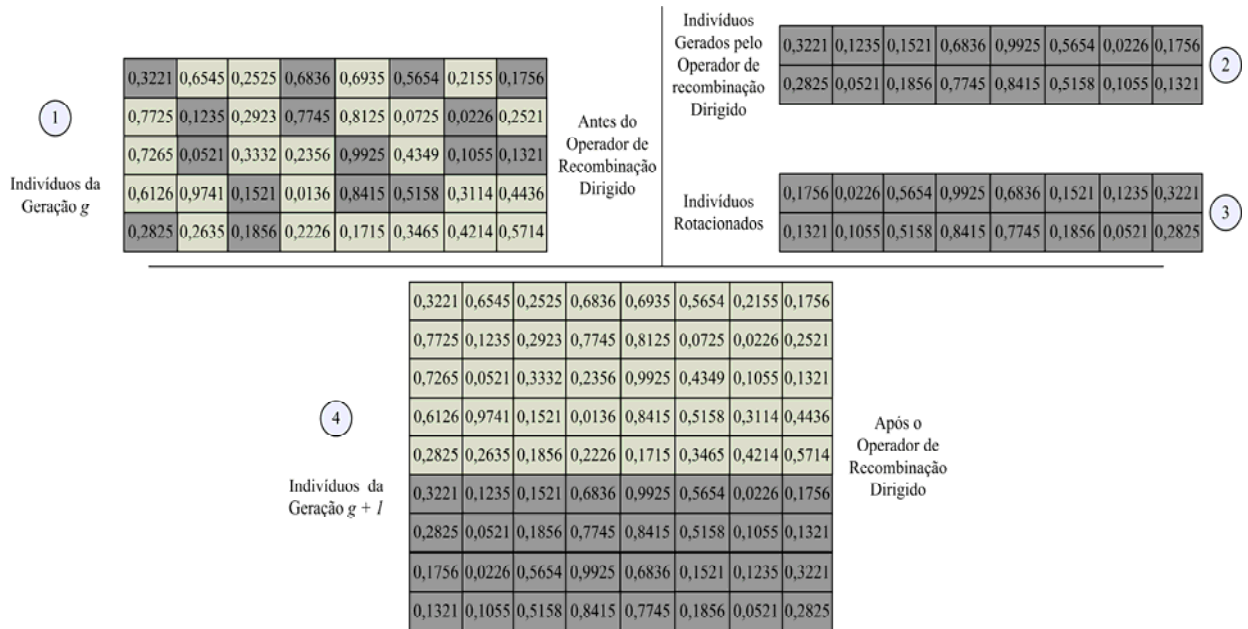 1
Indivíduos da
Geração g
0,3221 0,6545 0,2525 0,6836 0,6935 0,5654 0,2155 0,1756
0,7725 0,1235 0,2923 0,7745 0,8125 0,0725 0,0226 0,2521
0,7265 0,0521 0,3332 0,2356 0,9925 0,4349 0,1055 0,1321
0,6126 0,9741 0,1521 0,0136 0,8415 0,5158 0,3114 0,4436
0,2825 0,2635 0,1856 0,2226 0,1715 0,3465 0,4214 0,5714
Antes do
Operador de
Recombinação
Dirigido
Indivíduos
Gerados pelo
Operador de
recombinação
Dirigido
0,3221 0,1235 0,1521 0,6836 0,9925 0,5654 0,0226 0,1756
0,2825 0,0521 0,1856 0,7745 0,8415 0,5158 0,1055 0,1321
2
Indivíduos
Rotacionados
0,1756 0,0226 0,5654 0,9925 0,6836 0,1521 0,1235 0,3221
0,1321 0,1055 0,5158 0,8415 0,7745 0,1856 0,0521 0,2825
3
4
Indivíduos da
Geração g + 1
0,3221 0,6545 0,2525 0,6836 0,6935 0,5654 0,2155 0,1756
0,7725 0,1235 0,2923 0,7745 0,8125 0,0725 0,0226 0,2521
0,7265 0,0521 0,3332 0,2356 0,9925 0,4349 0,1055 0,1321
0,6126 0,9741 0,1521 0,0136 0,8415 0,5158 0,3114 0,4436
0,2825 0,2635 0,1856 0,2226 0,1715 0,3465 0,4214 0,5714
0,3221 0,1235 0,1521 0,6836 0,9925 0,5654 0,0226 0,1756
0,2825 0,0521 0,1856 0,7745 0,8415 0,5158 0,1055 0,1321
0,1756 0,0226 0,5654 0,9925 0,6836 0,1521 0,1235 0,3221
0,1321 0,1055 0,5158 0,8415 0,7745 0,1856 0,0521 0,2825
Após o
Operador de
Recombinação
Dirigido